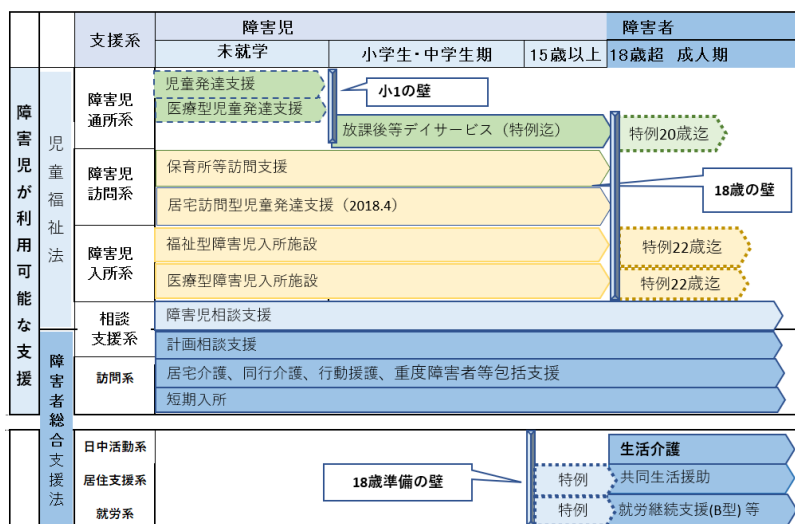 支援系
障害児
障害者
未就学
小学生・中学生期
15歳以上
18歳超 成人期
障害児が利用可能な支援
児童福祉法
障害児
通所系
児童発達支援
医療型児童発達支援
小1の壁
放課後等デイサービス（特例迄）
特例20歳迄
障害児
訪問系
保育所等訪問支援
居宅訪問型児童発達支援（2018.4）
18歳の壁
障害児
入所系
福祉型障害児入所施設
特例22歳迄
医療型障害児入所施設
特例22歳迄
相談
支援系
障害児相談支援
計画相談支援
障害者総合支援法
訪問系
居宅介護、同行介護、行動援護、重度障害者等包括支援
短期入所
日中活動系
生活介護
居住支援系
18歳準備の壁
特例
共同生活援助
就労系
特例
就労継続支援(B型) 等